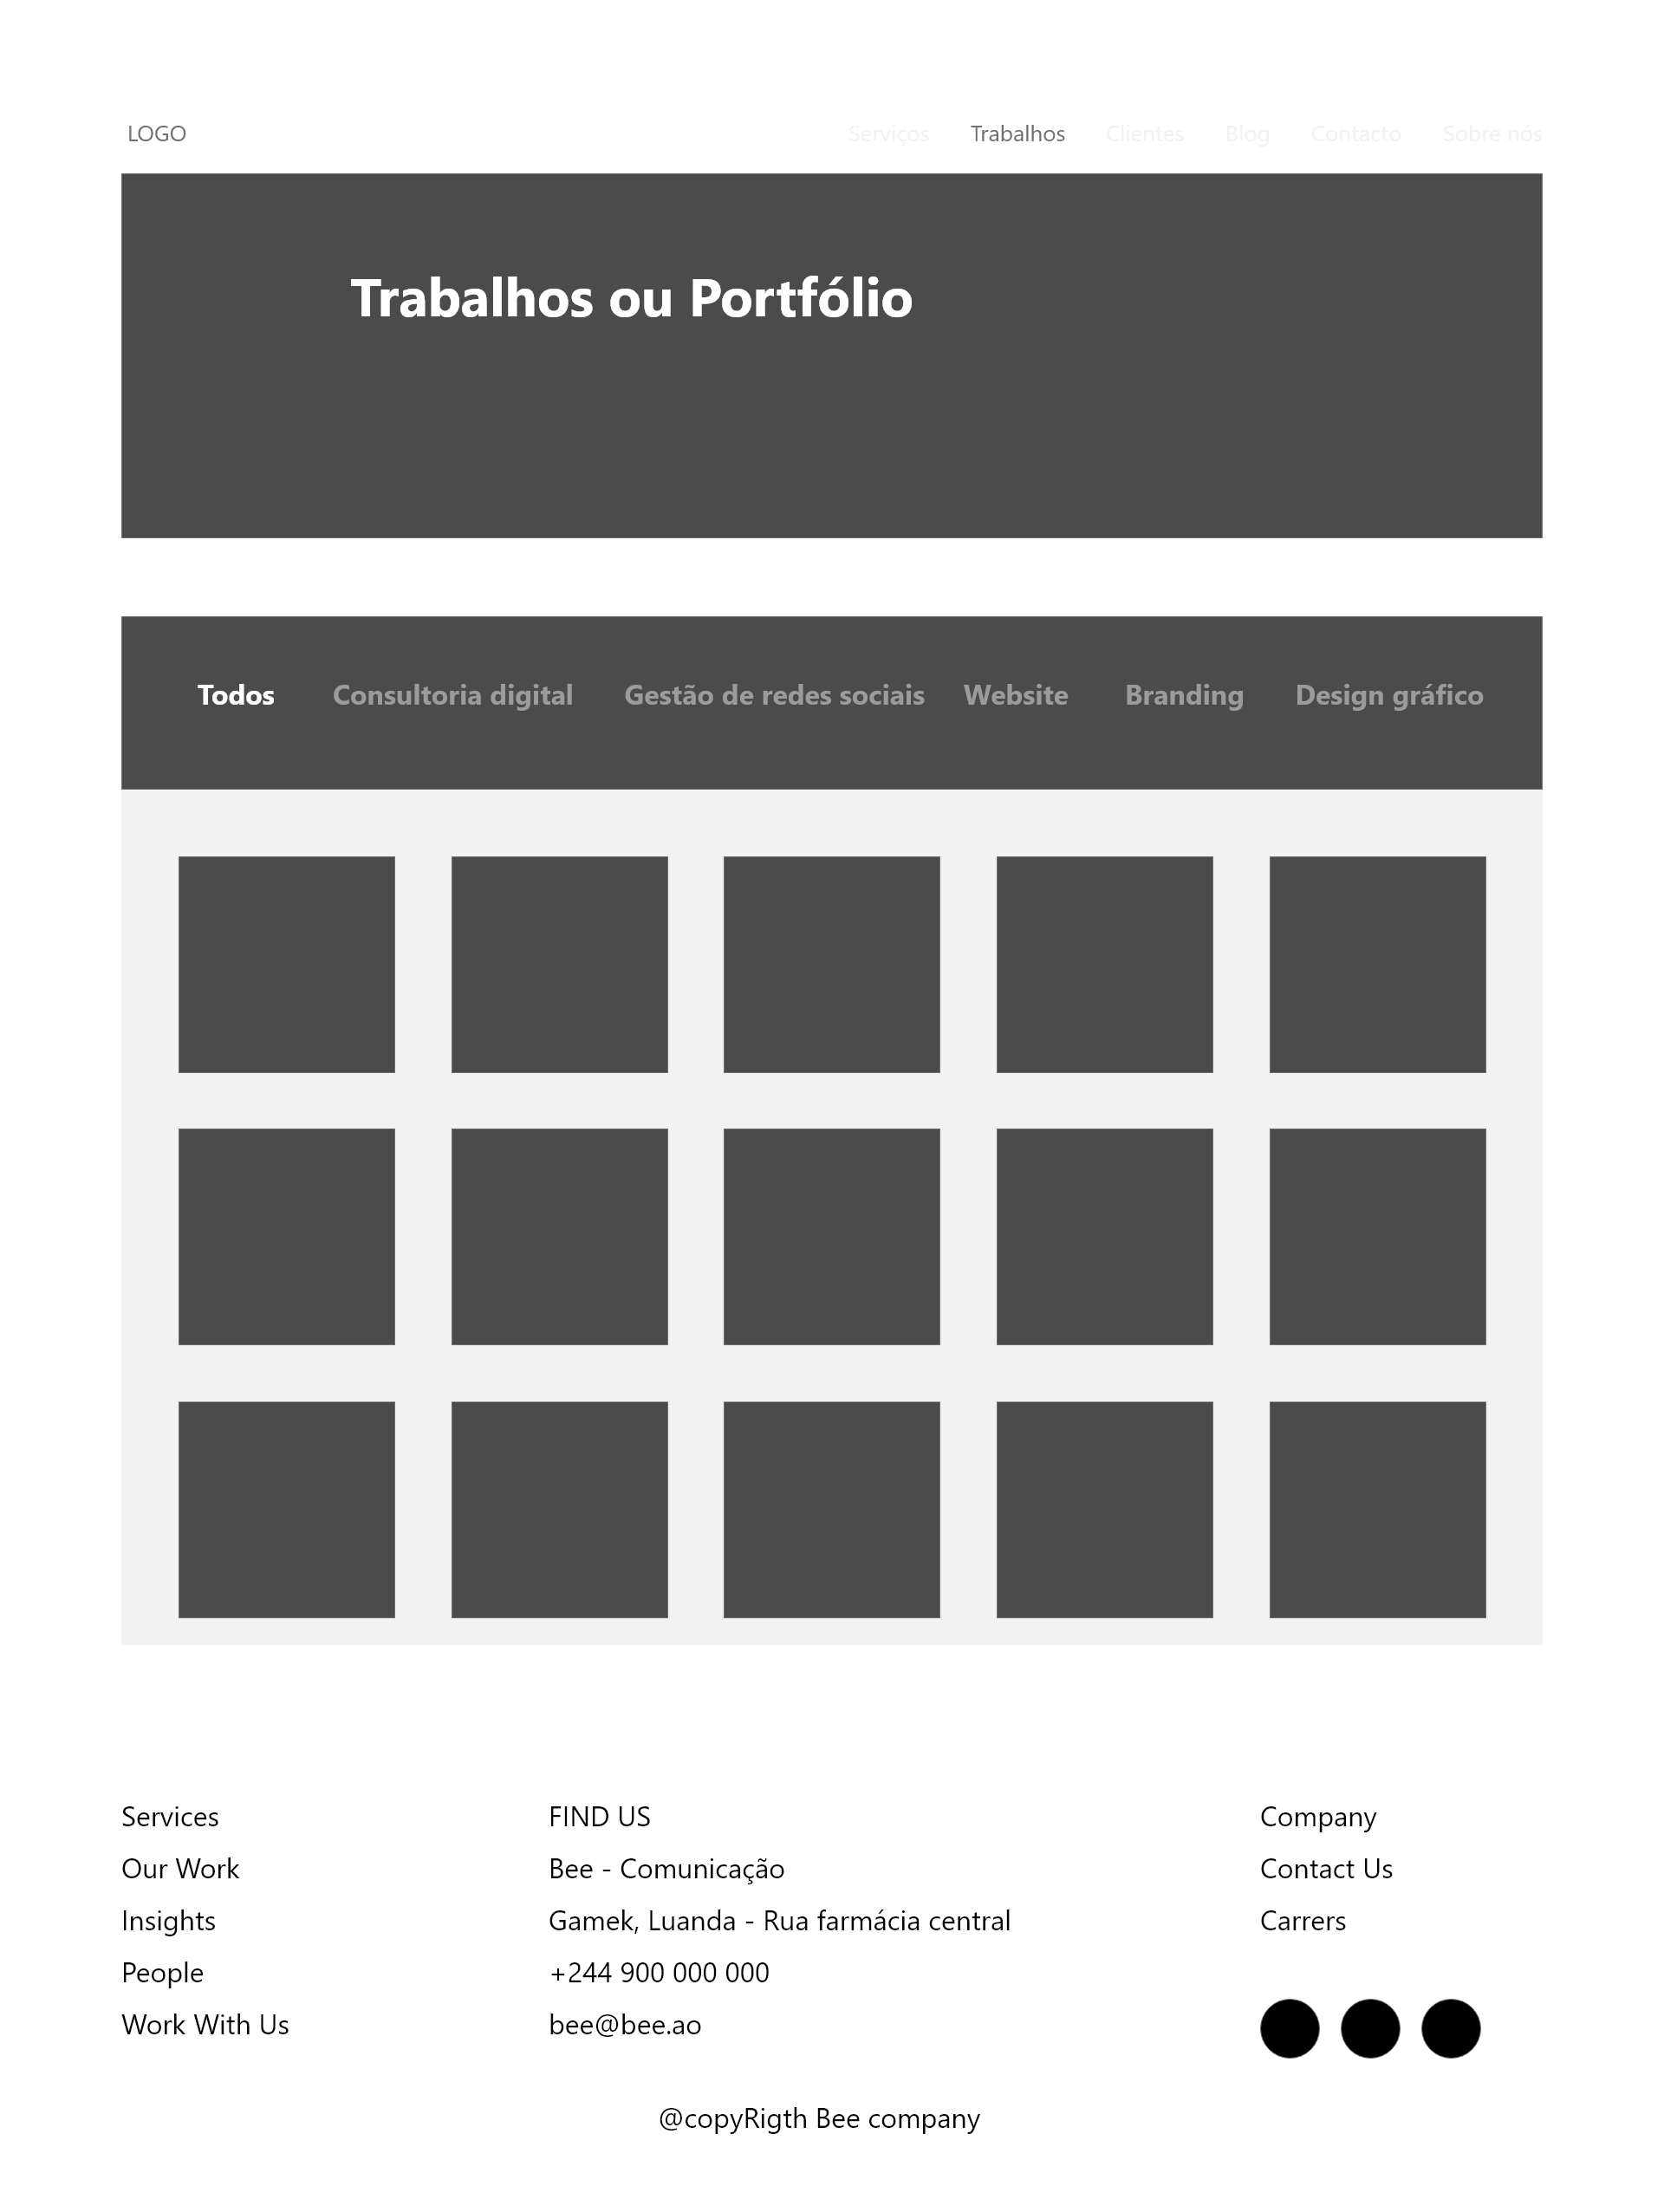 LOGO
Serviços Trabalhos Clientes Blog Contacto Sobre nós
Trabalhos ou Portfólio
Todos Consultoria digital Gestão de redes sociais Website Branding Design gráfico
Services
Our Work
Insights
People
Work With Us
FIND US
Bee - Comunicação
Gamek, Luanda - Rua farmácia central
+244 900 000 000
bee@bee.ao
Company
Contact Us
Carrers
@copyRigth Bee company